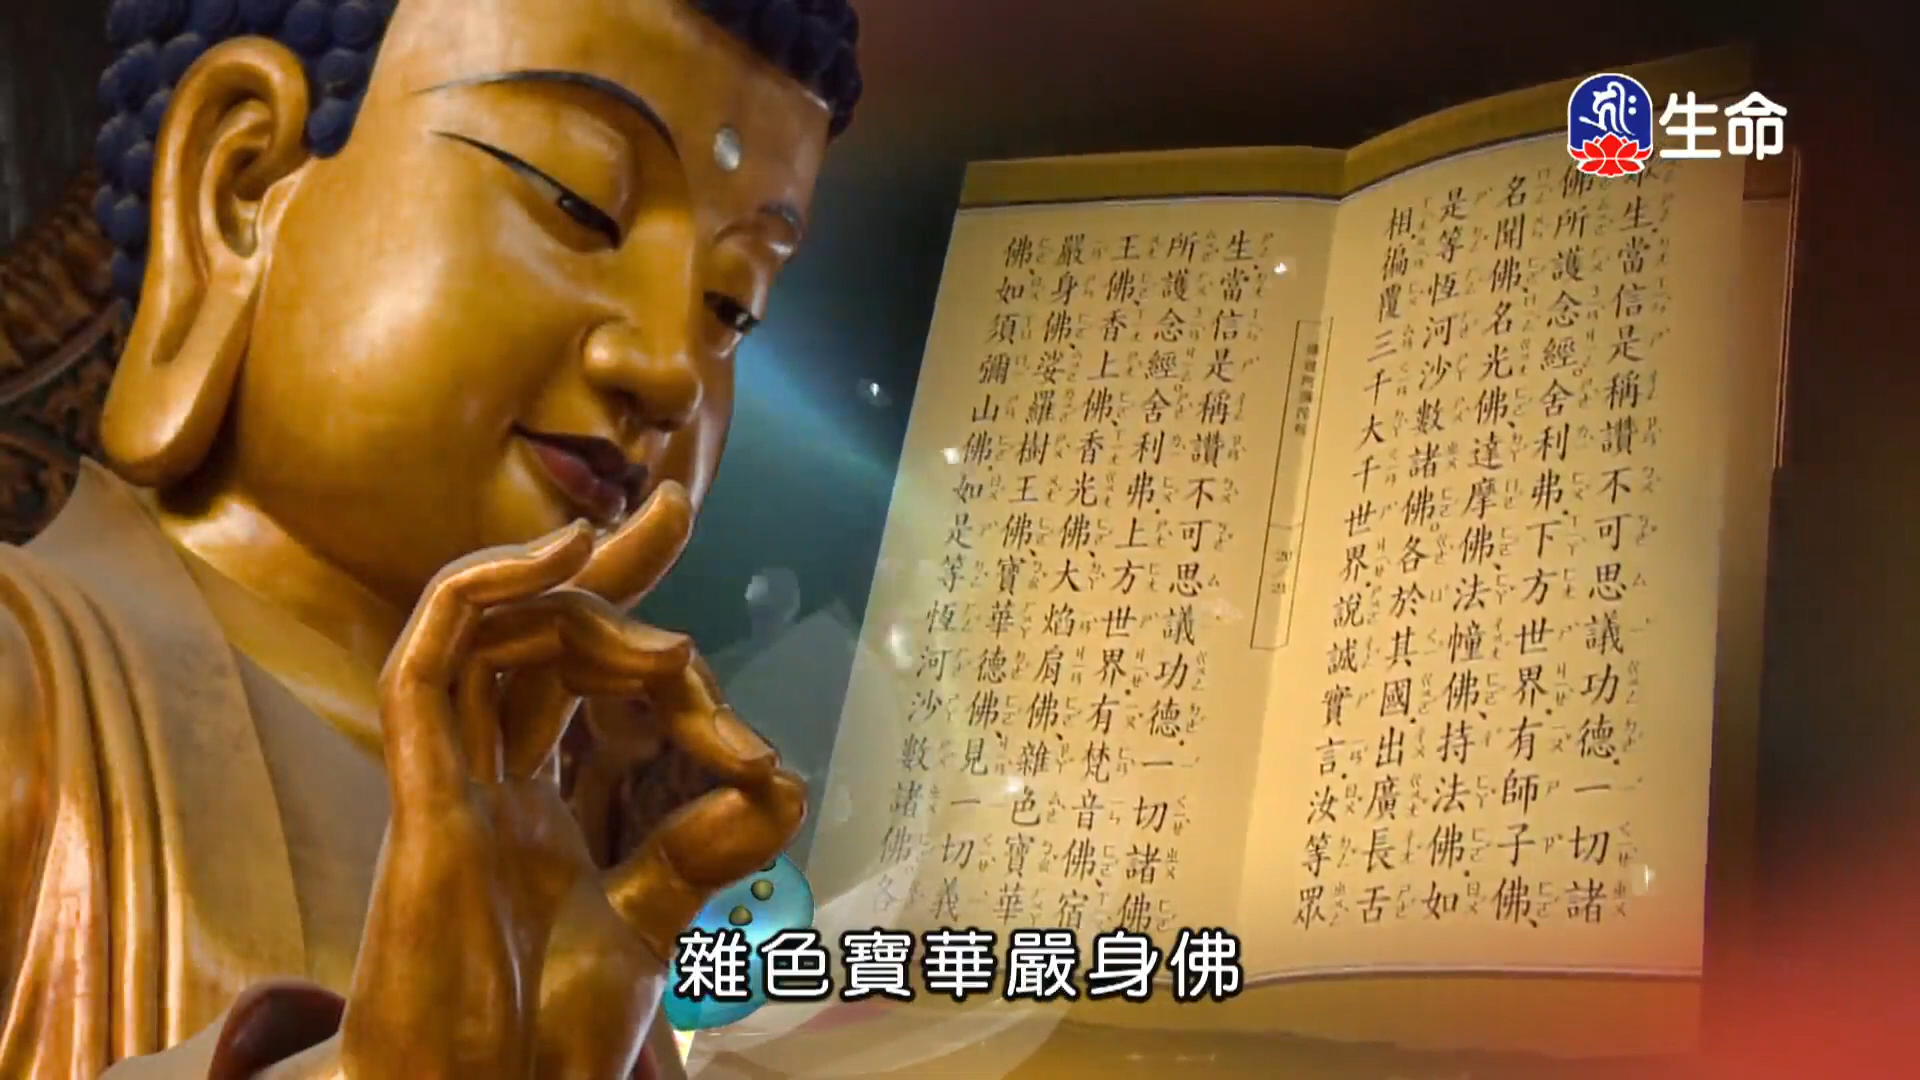 生命
生當信是稱讚不可思議功德.一切諸
佛所護念經。舍利弗.下方世界.有師子佛、
名聞佛、名光佛、達摩佛、法幢佛、持法佛.如
是等恆河沙數諸佛。各於其國.出廣長舌
相.徧覆三千大千世界.說誠實言.汝等眾
20/21
生.當信是稱讚不可思議功德.一切諸佛
所護念經。舍利弗.上方世界.有梵音佛、宿
王佛、香上佛、香光佛、大焰肩佛、雜色寶華
嚴身佛、娑羅樹王佛、寶華德佛、見一切義
佛、如須彌山佛.如是等恆河沙數諸佛各
雜色寶華嚴身佛